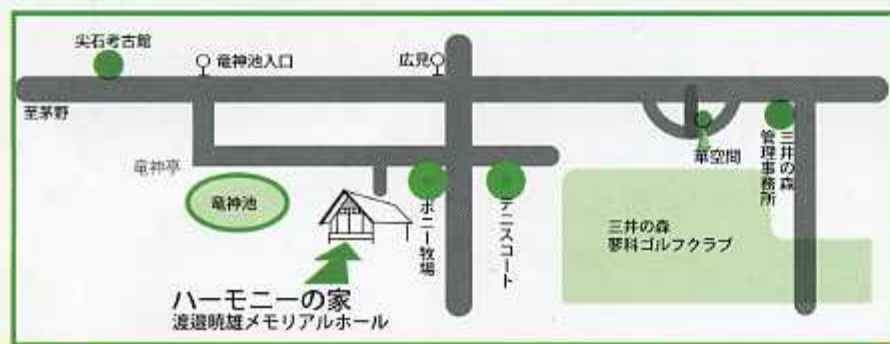 尖石考古館
竜神池入口
広見
至茅野
竜神亭
竜神池
ポニー牧場
テニスコート
華空間
三井の森
管理事務所
三井の森
蓼科ゴルフクラブ
ハーモニーの家
渡邉暁雄メモリアルホール